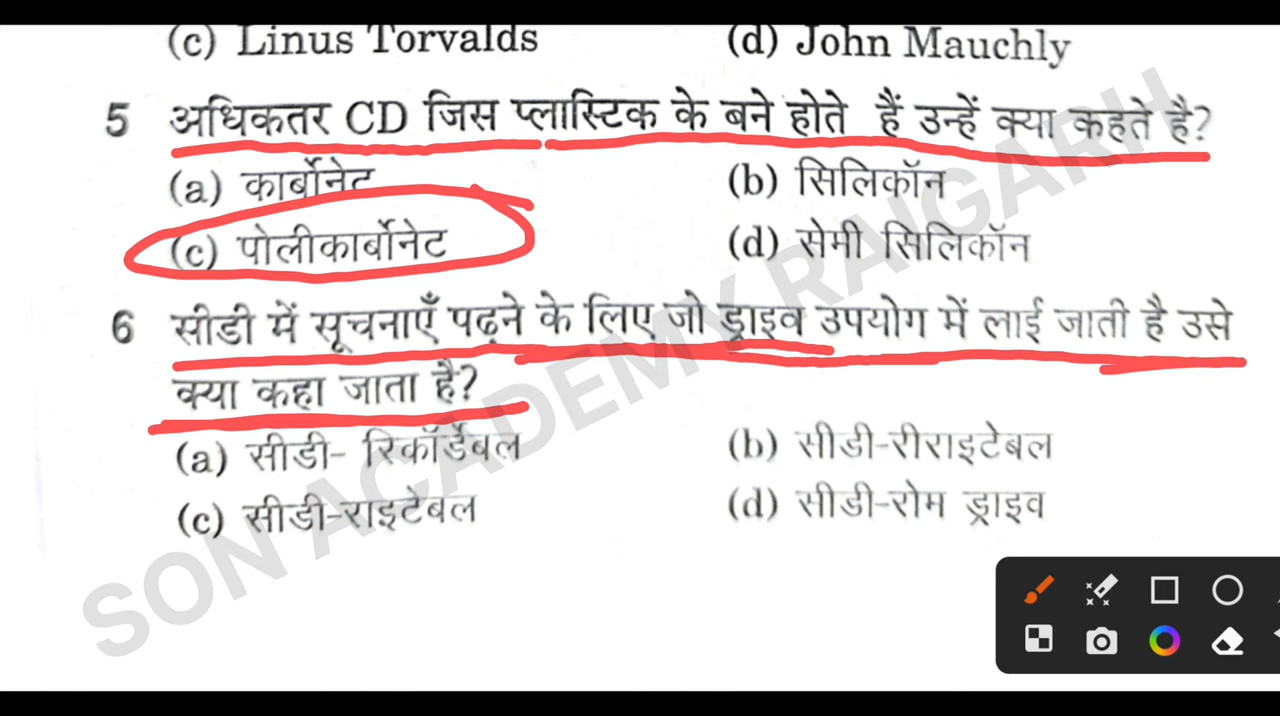 (c) Linus Torvalds (d) John Mauchly
5 अधिकतर CD जिस प्लास्टिक के बने होते हैं उन्हें क्या कहते है?
(a) कार्बोनेट (b) सिलिकॉन
(c) पोलीकार्बोनेट (d) सेमी सिलिकॉन
6 सीडी में सूचनाएँ पढ़ने के लिए जो ड्राइव उपयोग में लाई जाती है उसे
क्या कहा जाता है?
(a) सीडी- रिकॉर्डेबल (b) सीडी-रीराइटेबल
(c) सीडी-राइटेबल (d) सीडी-रोम ड्राइव
SON ACADEMY RAIGARH